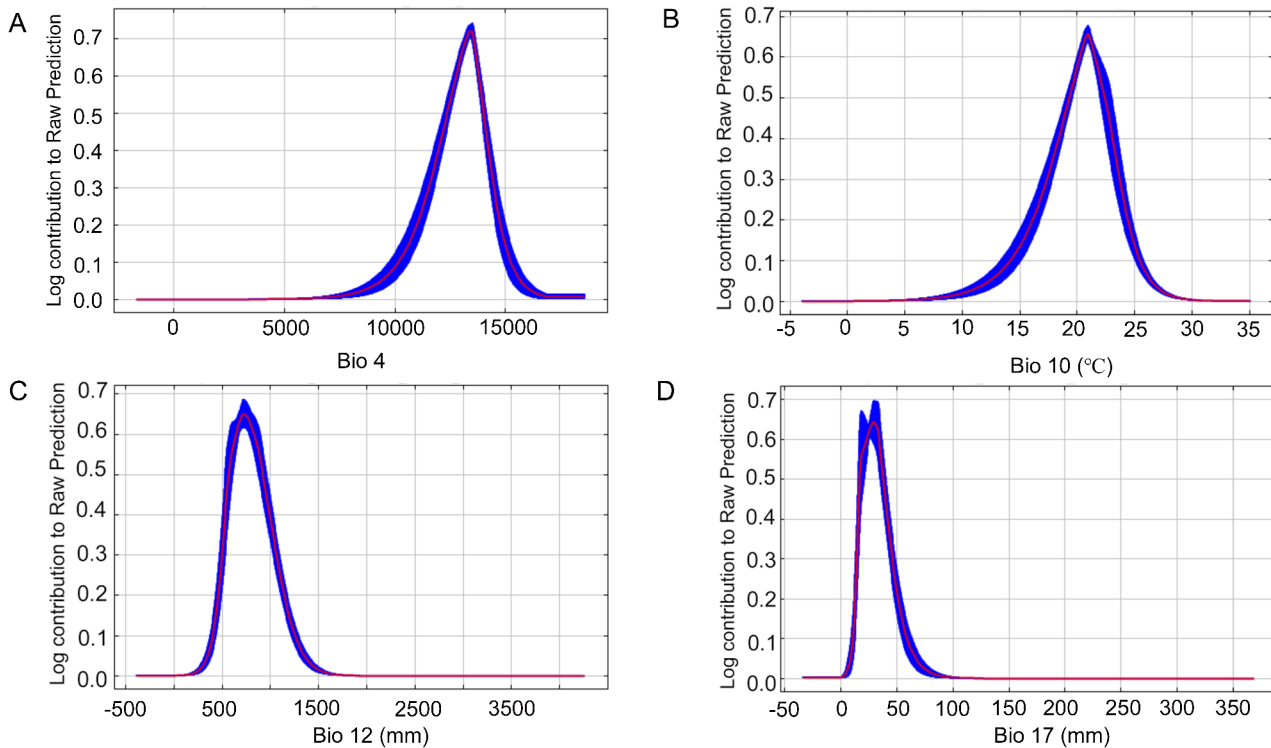 A
Log contribution to Raw Prediction
0.7
0.6
0.5
0.4
0.3
0.2
0.1
0.0
0 5000 10000 15000
Bio 4
B
Log contribution to Raw Prediction
0.7
0.6
0.5
0.4
0.3
0.2
0.1
0.0
-5 0 5 10 15 20 25 30 35
Bio 10 (℃)
C
Log contribution to Raw Prediction
0.7
0.6
0.5
0.4
0.3
0.2
0.1
0.0
-500 500 1500 2500 3500
Bio 12 (mm)
D
Log contribution to Raw Prediction
0.7
0.6
0.5
0.4
0.3
0.2
0.1
0.0
-50 0 50 100 150 200 250 300 350
Bio 17 (mm)